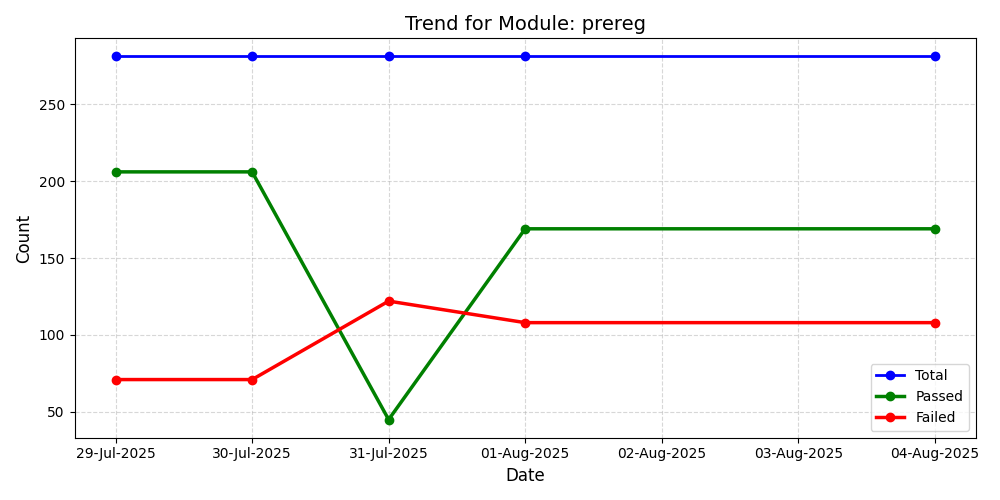 Trend for Module: prereg
Count
250
200
150
100
50
29-Jul-2025
30-Jul-2025
31-Jul-2025
01-Aug-2025
02-Aug-2025
03-Aug-2025
04-Aug-2025
Date
Total
Passed
Failed